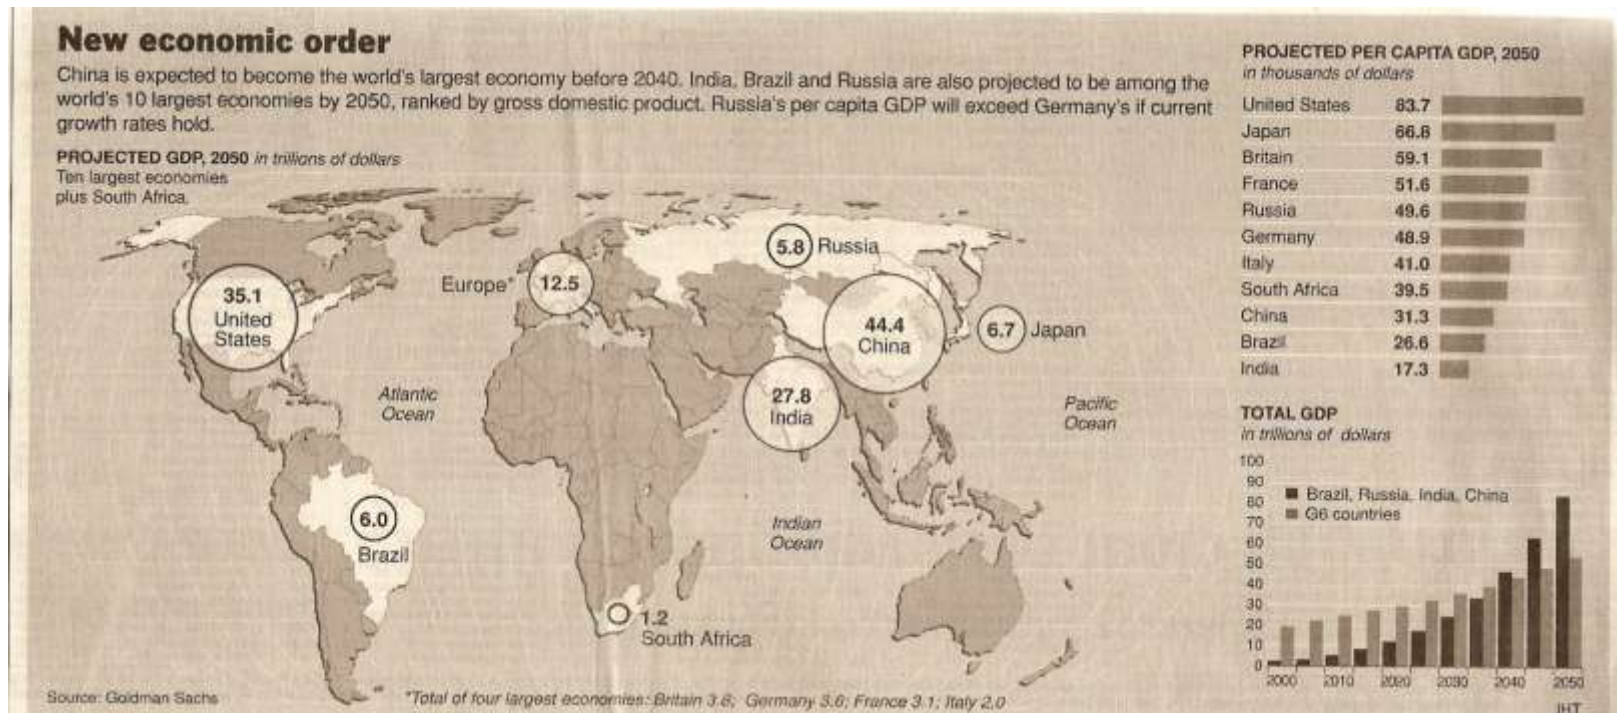 New economic order
China is expected to become the world's largest economy before 2040. India, Brazil and Russia are also projected to be among the
world's 10 largest economies by 2050, ranked by gross domestic product. Russia's per capita GDP will exceed Germany's if current
growth rates hold.
PROJECTED GDP, 2050 in trillions of dollars
Ten largest economies
plus South Africa.
35.1
United
States
Europe*
12.5
5.8 Russia
44.4
China
6.7 Japan
27.8
India
Atlantic
Ocean
Pacific
Ocean
6.0
Brazil
Indian
Ocean
1.2
South Africa
Source: Goldman Sachs
*Total of four largest economies: Britain 3.8; Germany 3.6; France 3.1; Italy 2.0
PROJECTED PER CAPITA GDP, 2050
in thousands of dollars
United States 83.7
Japan 66.8
Britain 59.1
France 51.6
Russia 49.6
Germany 48.9
Italy 41.0
South Africa 39.5
China 31.3
Brazil 26.6
India 17.3
TOTAL GDP
in trillions of dollars
100
90
80
70
60
50
40
30
20
10
0
Brazil, Russia, India, China
G6 countries
2000 2010 2020 2030 2040 2050
IHT